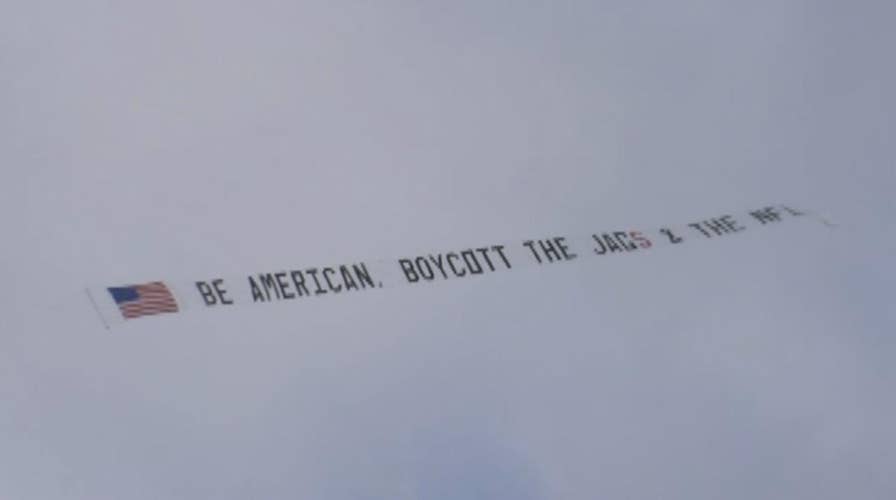 BE AMERICAN. BOYCOTT THE JAGS & THE NFL